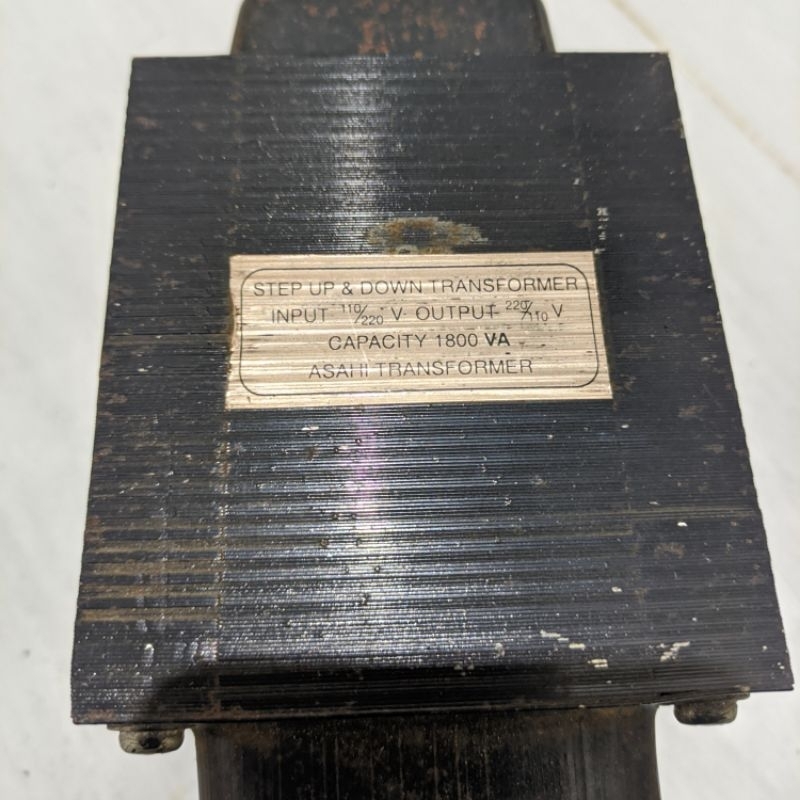 STEP UP & DOWN TRANSFORMER
INPUT 110/220 V OUTPUT 220/110 V
CAPACITY 1800 VA
ASAHI TRANSFORMER